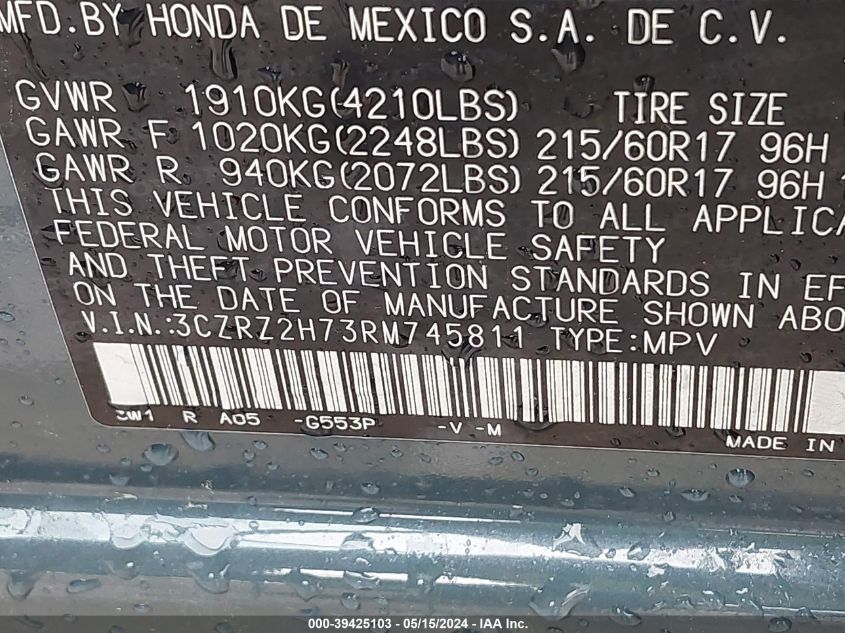 MFD.BY HONDA DE MEXICO S.A. DE C.V.
GVWR 1910KG(4210LBS) TIRE SIZE
GAWR F 1020KG(2248LBS) 215/60R17 96H
GAWR R 940KG(2072LBS) 215/60R17 96H
THIS VEHICLE CONFORMS TO ALL APPLICA
FEDERAL MOTOR VEHICLE SAFETY
AND THEFT PREVENTION STANDARDS IN EF
ON THE DATE OF MANUFACTURE SHOWN ABO
V.I.N.:3CZRZ2H73RM745811 TYPE:MPV
3W1 R A05 -G553P -V-M
MADE IN
000-39425103 - 05/15/2024 - IAA Inc.